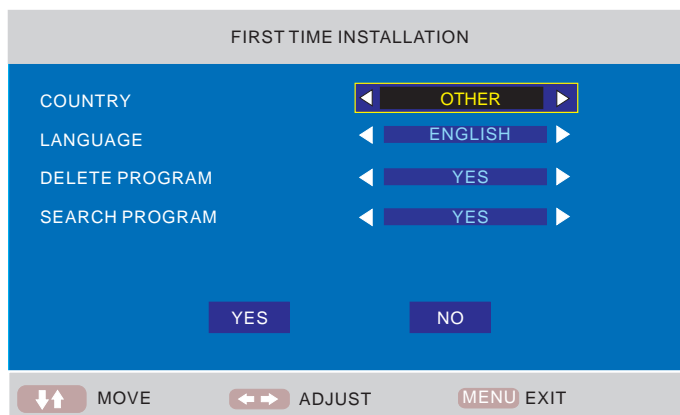 FIRST TIME INSTALLATION
COUNTRY OTHER
LANGUAGE ENGLISH
DELETE PROGRAM YES
SEARCH PROGRAM YES
YES NO
MOVE ADJUST MENU EXIT